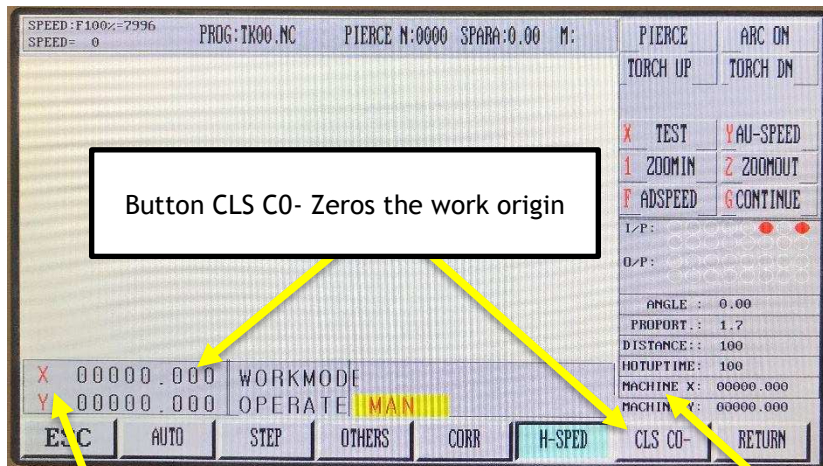 SPEED:F100%=7996 PROG:TK00.NC PIERCE N:0000 SPARA:0.00 M:
SPEED= 0
PIERCE ARC ON
TORCH UP TORCH DN
X TEST Y AU-SPEED
1 ZOOMIN 2 ZOOMOUT
F ADSPEED G CONTINUE
Button CLS C0- Zeros the work origin
I/P:
O/P:
ANGLE : 0.00
PROPORT.: 1.7
DISTANCE:: 100
HOTUPTIME: 100
MACHINE X: 00000.000
MACHINE Y: 00000.000
X 00000.000 WORKMODE
Y 00000.000 OPERATE MAN
ESC AUTO STEP OTHERS CORR H-SPED CLS CO- RETURN